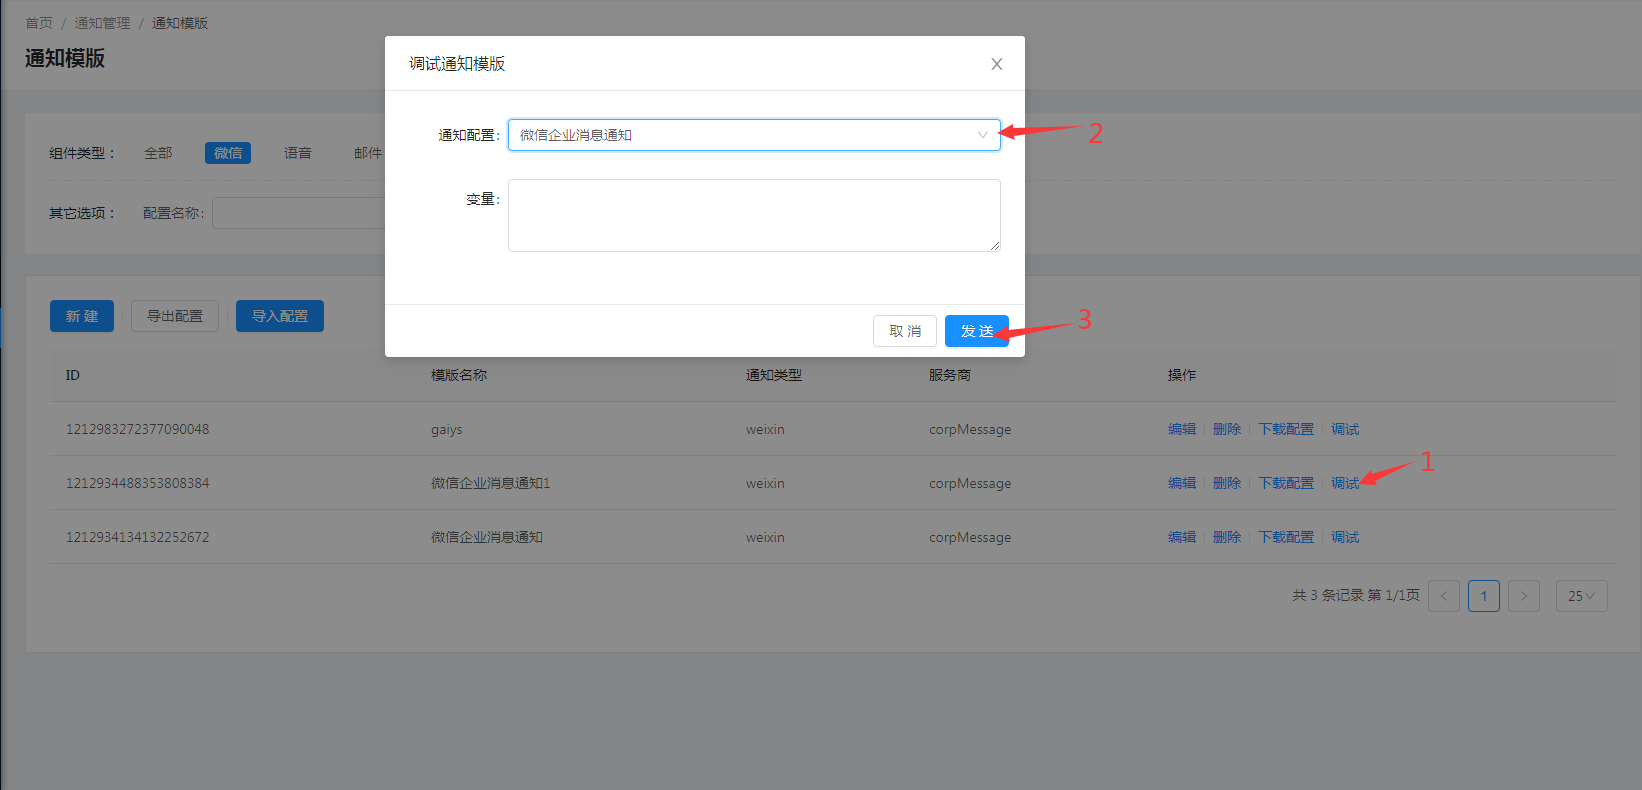 首页 / 通知管理 / 通知模版
通知模版
调试通知模版
通知配置:
微信企业消息通知
2
组件类型:
全部
微信
语音
邮件
变量:
其它选项:
配置名称:
新 建
导出配置
导入配置
取 消
发 送
3
ID 模版名称 通知类型 服务商 操作
1212983272377090048 gaiys weixin corpMessage 编辑 删除 下载配置 调试
1
1212934488353808384 微信企业消息通知1 weixin corpMessage 编辑 删除 下载配置 调试
1212934134132252672 微信企业消息通知 weixin corpMessage 编辑 删除 下载配置 调试
共 3 条记录 第 1/1页 < 1 > 25